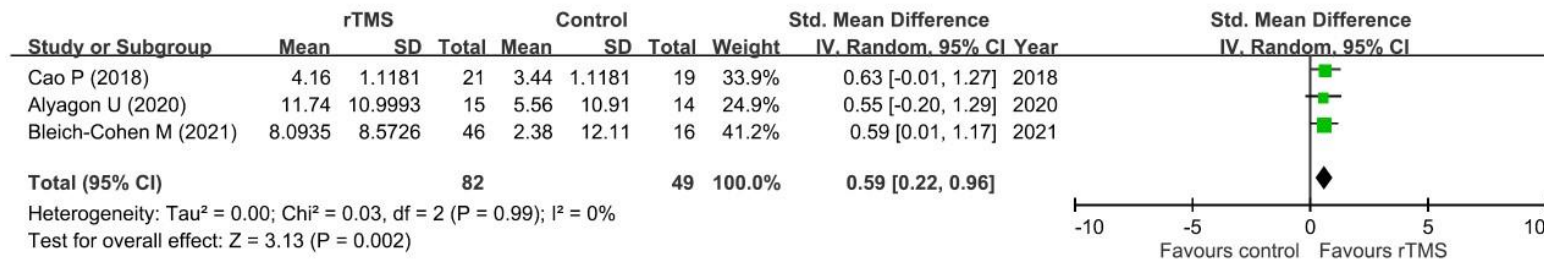 rTMS Control Std. Mean Difference Std. Mean Difference
Study or Subgroup Mean SD Total Mean SD Total Weight IV, Random, 95% CI Year IV, Random, 95% CI
Cao P (2018) 4.16 1.1181 21 3.44 1.1181 19 33.9% 0.63 [-0.01, 1.27] 2018
Alyagon U (2020) 11.74 10.9993 15 5.56 10.91 14 24.9% 0.55 [-0.20, 1.29] 2020
Bleich-Cohen M (2021) 8.0935 8.5726 46 2.38 12.11 16 41.2% 0.59 [0.01, 1.17] 2021
Total (95% CI) 82 49 100.0% 0.59 [0.22, 0.96]
Heterogeneity: Tau² = 0.00; Chi² = 0.03, df = 2 (P = 0.99); I² = 0%
Test for overall effect: Z = 3.13 (P = 0.002)
-10 -5 0 5 10
Favours control Favours rTMS